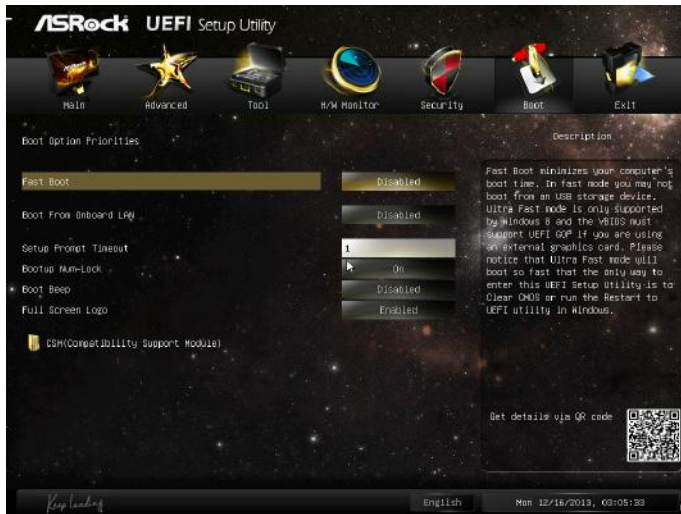 ASRock UEFI Setup Utility
Main Advanced Tool H/W Monitor Security Boot Exit
Boot Option Priorities
Fast Boot Disabled
Boot From Onboard LAN Disabled
Setup Prompt Timeout 1
Bootup Num-Lock On
Boot Beep Disabled
Full Screen Logo Enabled
CSM(Compatibility Support Module)
Description
Fast Boot minimizes your computer's
boot time. In fast mode you may not
boot from an USB storage device.
Ultra Fast mode is only supported
by Windows 8 and the VBIOS must
support UEFI GOP if you are using
an external graphics card. Please
notice that Ultra Fast mode will
boot so fast that the only way to
enter this UEFI Setup Utility is to
Clear CMOS or run the Restart to
UEFI utility in Windows.
Get details via QR code
Keep leading
English
Mon 12/16/2013, 03:05:33